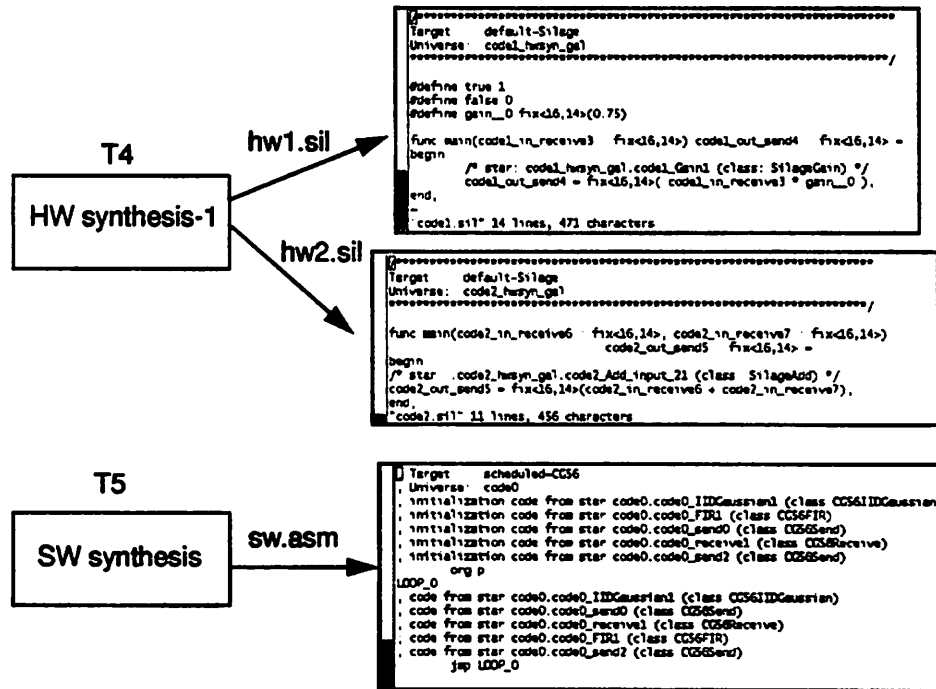 /*******************************************************
Target     default-Silage
Universe:  code1_hwsyn_gal
*******************************************************/
#define true 1
#define false 0
#define gain__0 fix<16,14>(0.75)
func main(code1_in_receive3   fix<16,14>) code1_out_send4   fix<16,14> =
begin
/* star: code1_hwsyn_gal.code1_Gain1 (class: SilageGain) */
code1_out_send4 = fix<16,14>( code1_in_receive3 * gain__0 ),
end,
"code1.sil" 14 lines, 471 characters
T4
hw1.sil
HW synthesis-1
hw2.sil
/*******************************************************
Target     default-Silage
Universe:  code2_hwsyn_gal
*******************************************************/
func main(code2_in_receive6 : fix<16,14>, code2_in_receive7 : fix<16,14>)
code2_out_send5   fix<16,14> =
begin
/* star  .code2_hwsyn_gal.code2_Add_input_21 (class  SilageAdd) */
code2_out_send5 = fix<16,14>(code2_in_receive6 + code2_in_receive7),
end,
"code2.sil" 11 lines, 456 characters
T5
SW synthesis
sw.asm
Target     scheduled-CG56
, Universe:  code0
, initialization code from star code0.code0_IIDGaussian1 (class CG56IIDGaussian
, initialization code from star code0.code0_FIR1 (class CG56FIR)
, initialization code from star code0.code0_send0 (class CG56Send)
, initialization code from star code0.code0_receive1 (class CG56Receive)
, initialization code from star code0.code0_send2 (class CG56Send)
org p
LOOP_0
, code from star code0.code0_IIDGaussian1 (class CG56IIDGaussian)
, code from star code0.code0_send0 (class CG56Send)
, code from star code0.code0_receive1 (class CG56Receive)
, code from star code0.code0_FIR1 (class CG56FIR)
, code from star code0.code0_send2 (class CG56Send)
jmp LOOP_0